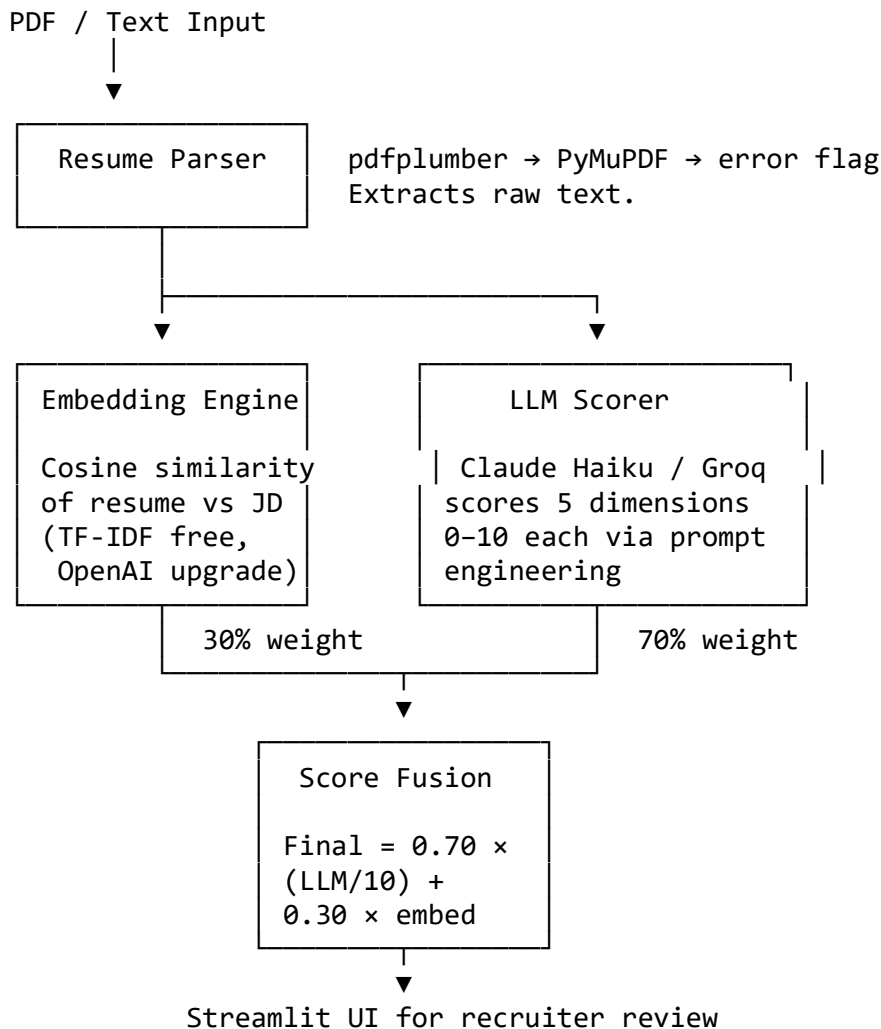 PDF / Text Input
Resume Parser
pdfplumber → PyMuPDF → error flag
Extracts raw text.
Embedding Engine
Cosine similarity
of resume vs JD
(TF-IDF free,
OpenAI upgrade)
LLM Scorer
Claude Haiku / Groq
scores 5 dimensions
0–10 each via prompt
engineering
30% weight
70% weight
Score Fusion
Final = 0.70 ×
(LLM/10) +
0.30 × embed
Streamlit UI for recruiter review